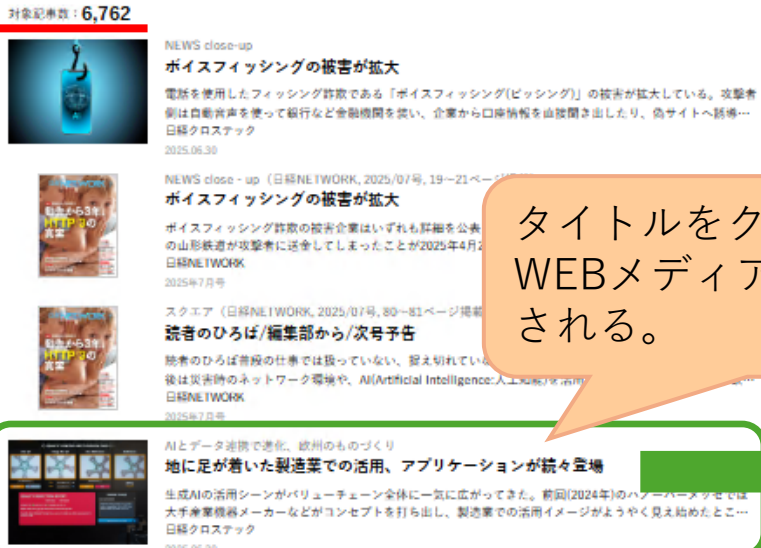 対象記事数：6,762
NEWS close-up
ボイスフィッシングの被害が拡大
電話を使用したフィッシング詐欺である「ボイスフィッシング(ビッシング)」の被害が拡大している。攻撃者
側は自動音声を使って銀行など金融機関を装い、企業から口座情報を直接聞き出したり、偽サイトへ誘導…
日経クロステック
2025.06.30
NEWS close - up（日経NETWORK, 2025/07号, 19〜21ページ
ボイスフィッシングの被害が拡大
ボイスフィッシング詐欺の被害企業はいずれも詳細を公表
の山形鉄道が攻撃者に送金してしまったことが2025年4月2
日経NETWORK
2025年7月号
タイトルをク
WEBメディア
される。
スクエア（日経NETWORK, 2025/07号, 80〜81ページ掲載
読者のひろば/編集部から/次号予告
読者のひろば普段の仕事では扱っていない、捉え切れていな
後は災害時のネットワーク環境や、AI(Artificial Intelligence:人工知能)を活用
日経NETWORK
2025年7月号
AIとデータ連携で進化、欧州のものづくり
地に足が着いた製造業での活用、アプリケーションが続々登場
生成AIの活用シーンがバリューチェーン全体に一気に広がってきた。前回(2024年)のハノーバーメッセでは
大手産業機器メーカーなどがコンセプトを打ち出し、製造業での活用イメージがようやく見え始めたとこ…
日経クロステック